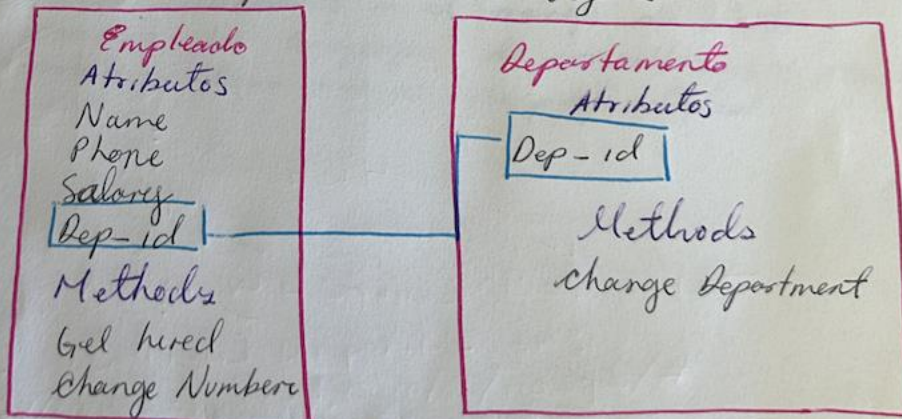 Empleado
Atributos
Name
Phone
Salary
Dep-id
Methods
Get hired
Change Number
Departamento
Atributos
Dep-id
Methods
change Department